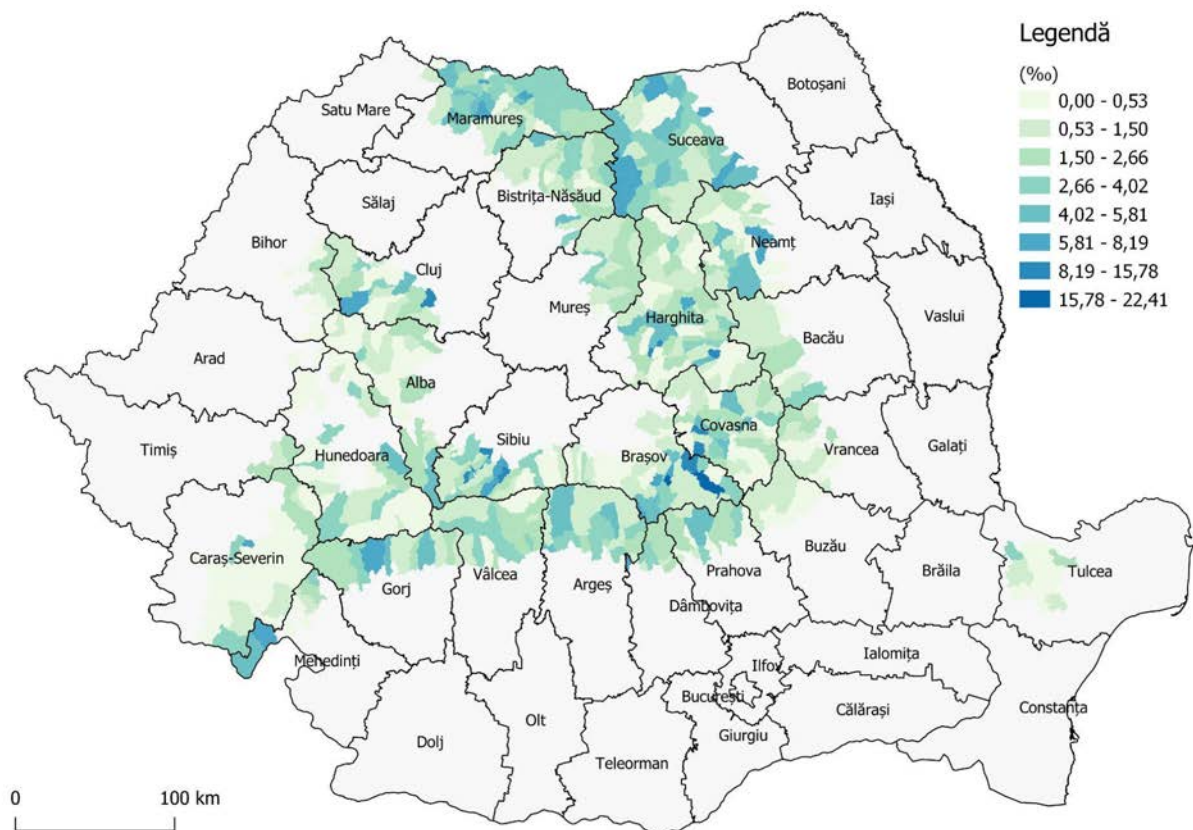 Legendă
(‰)
0,00 - 0,53
0,53 - 1,50
1,50 - 2,66
2,66 - 4,02
4,02 - 5,81
5,81 - 8,19
8,19 - 15,78
15,78 - 22,41
Botoșani
Satu Mare
Maramureș
Suceava
Iași
Bistrița-Năsăud
Sălaj
Neamț
Bihor
Cluj
Mureș
Harghita
Vaslui
Bacău
Arad
Alba
Covasna
Sibiu
Timiș
Hunedoara
Brașov
Vrancea
Galați
Caraș-Severin
Buzău
Tulcea
Prahova
Brăila
Gorj
Vâlcea
Argeș
Dâmbovița
Mehedinți
Ilfov
Ialomița
București
Constanța
Călărași
Olt
Giurgiu
Dolj
Teleorman
0
100 km